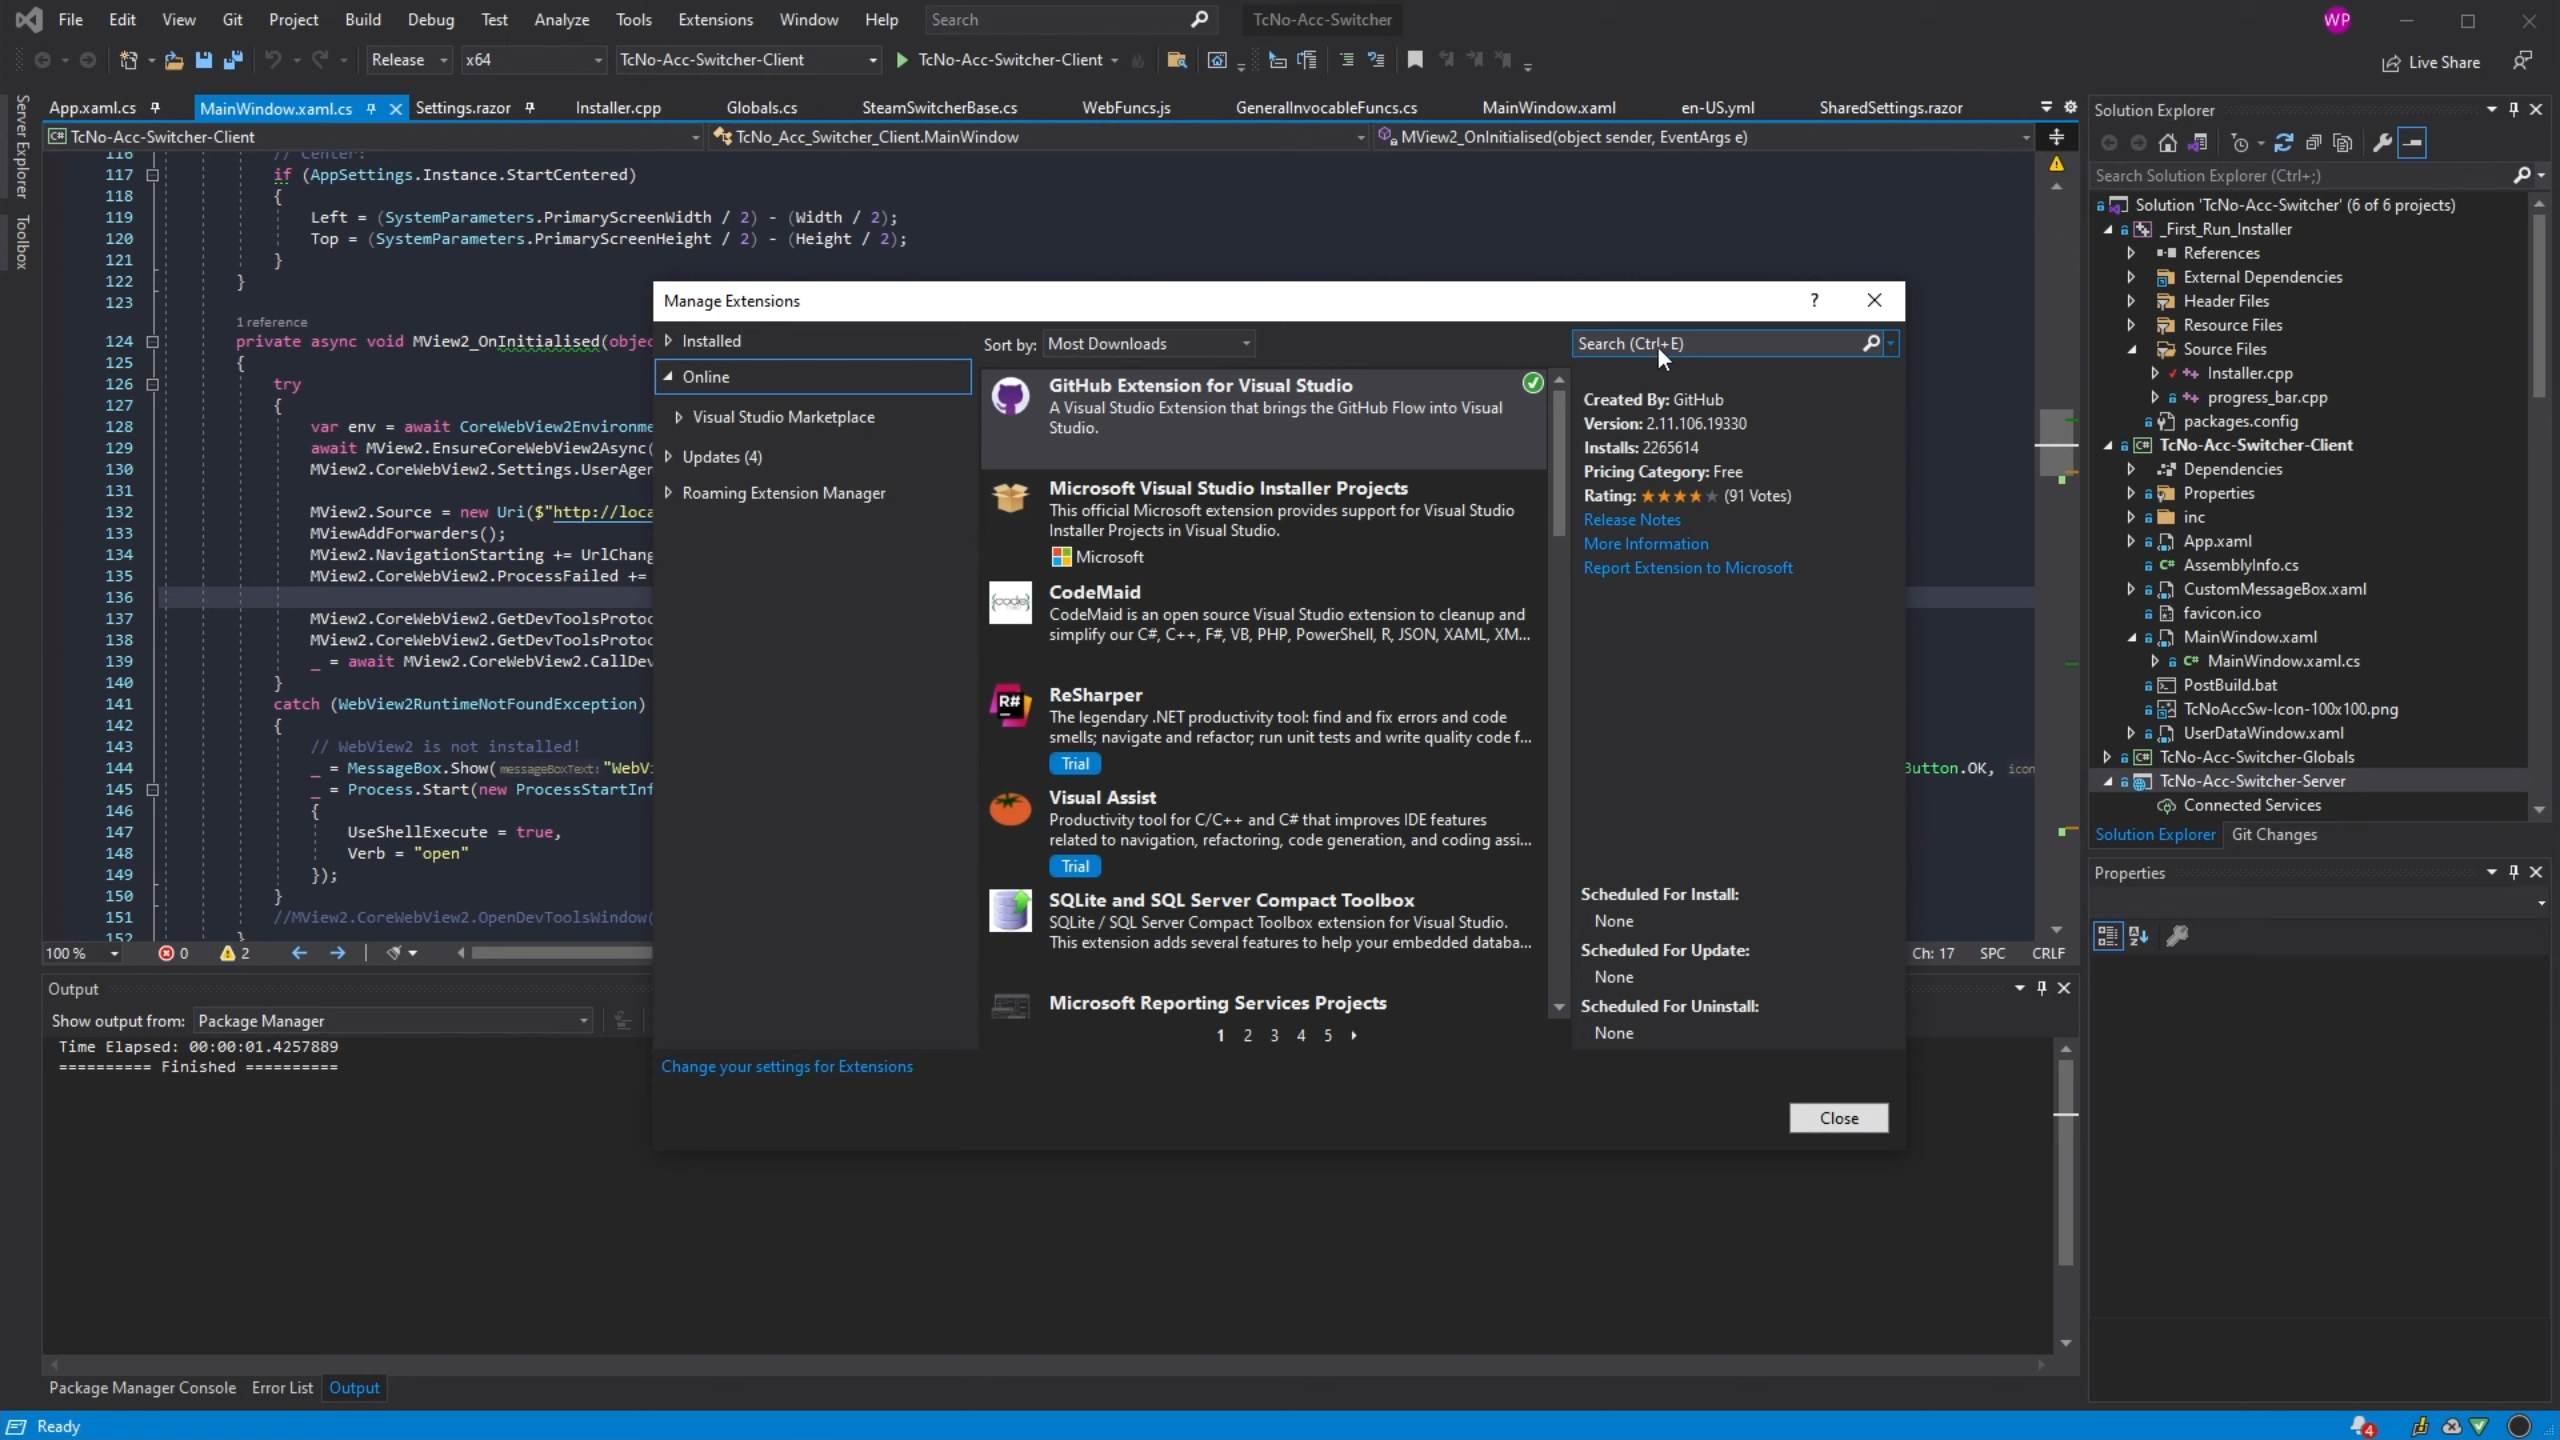 File Edit View Git Project Build Debug Test Analyze Tools Extensions Window Help Search TcNo-Acc-Switcher WP
Release x64 TcNo-Acc-Switcher-Client TcNo-Acc-Switcher-Client Live Share
Server Explorer
Toolbox
App.xaml.cs MainWindow.xaml.cs Settings.razor Installer.cpp Globals.cs SteamSwitcherBase.cs WebFuncs.js GeneralInvocableFuncs.cs MainWindow.xaml en-US.yml SharedSettings.razor
TcNo-Acc-Switcher-Client TcNo_Acc_Switcher_Client.MainWindow MView2_OnInitialised(object sender, EventArgs e)
116 // Center:
117 if (AppSettings.Instance.StartCentered)
118 {
119 Left = (SystemParameters.PrimaryScreenWidth / 2) - (Width / 2);
120 Top = (SystemParameters.PrimaryScreenHeight / 2) - (Height / 2);
121 }
122 }
123
1 reference
124 private async void MView2_OnInitialised(objec
125 {
126 try
127 {
128 var env = await CoreWebView2Environme
129 await MView2.EnsureCoreWebView2Async(
130 MView2.CoreWebView2.Settings.UserAgen
131
132 MView2.Source = new Uri($"http://loca
133 MViewAddForwarders();
134 MView2.NavigationStarting += UrlChang
135 MView2.CoreWebView2.ProcessFailed +=
136
137 MView2.CoreWebView2.GetDevToolsProtoc
138 MView2.CoreWebView2.GetDevToolsProtoc
139 _ = await MView2.CoreWebView2.CallDev
140 }
141 catch (WebView2RuntimeNotFoundException)
142 {
143 // WebView2 is not installed!
144 _ = MessageBox.Show(messageBoxText: "WebVi Button.OK, icon
145 _ = Process.Start(new ProcessStartInf
146 {
147 UseShellExecute = true,
148 Verb = "open"
149 });
150 }
151 //MView2.CoreWebView2.OpenDevToolsWindow(
152 }
100 % 0 2 Ch: 17 SPC CRLF
Manage Extensions ?
Installed
Online
Visual Studio Marketplace
Updates (4)
Roaming Extension Manager
Change your settings for Extensions
Sort by: Most Downloads
GitHub Extension for Visual Studio
A Visual Studio Extension that brings the GitHub Flow into Visual
Studio.
Microsoft Visual Studio Installer Projects
This official Microsoft extension provides support for Visual Studio
Installer Projects in Visual Studio.
Microsoft
{code
CodeMaid
CodeMaid is an open source Visual Studio extension to cleanup and
simplify our C#, C++, F#, VB, PHP, PowerShell, R, JSON, XAML, XM...
R#
ReSharper
The legendary .NET productivity tool: find and fix errors and code
smells; navigate and refactor; run unit tests and write quality code f...
Trial
Visual Assist
Productivity tool for C/C++ and C# that improves IDE features
related to navigation, refactoring, code generation, and coding assi...
Trial
SQLite and SQL Server Compact Toolbox
SQLite / SQL Server Compact Toolbox extension for Visual Studio.
This extension adds several features to help your embedded databa...
Microsoft Reporting Services Projects
1 2 3 4 5
Search (Ctrl+E)
Created By: GitHub
Version: 2.11.106.19330
Installs: 2265614
Pricing Category: Free
Rating: (91 Votes)
Release Notes
More Information
Report Extension to Microsoft
Scheduled For Install:
None
Scheduled For Update:
None
Scheduled For Uninstall:
None
Close
Output
Show output from: Package Manager
Time Elapsed: 00:00:01.4257889
========== Finished ==========
Package Manager Console Error List Output
Solution Explorer
Search Solution Explorer (Ctrl+;)
Solution 'TcNo-Acc-Switcher' (6 of 6 projects)
_First_Run_Installer
References
External Dependencies
Header Files
Resource Files
Source Files
Installer.cpp
progress_bar.cpp
packages.config
TcNo-Acc-Switcher-Client
Dependencies
Properties
inc
App.xaml
AssemblyInfo.cs
CustomMessageBox.xaml
favicon.ico
MainWindow.xaml
MainWindow.xaml.cs
PostBuild.bat
TcNoAccSw-Icon-100x100.png
UserDataWindow.xaml
TcNo-Acc-Switcher-Globals
TcNo-Acc-Switcher-Server
Connected Services
Solution Explorer Git Changes
Properties
Ready 4